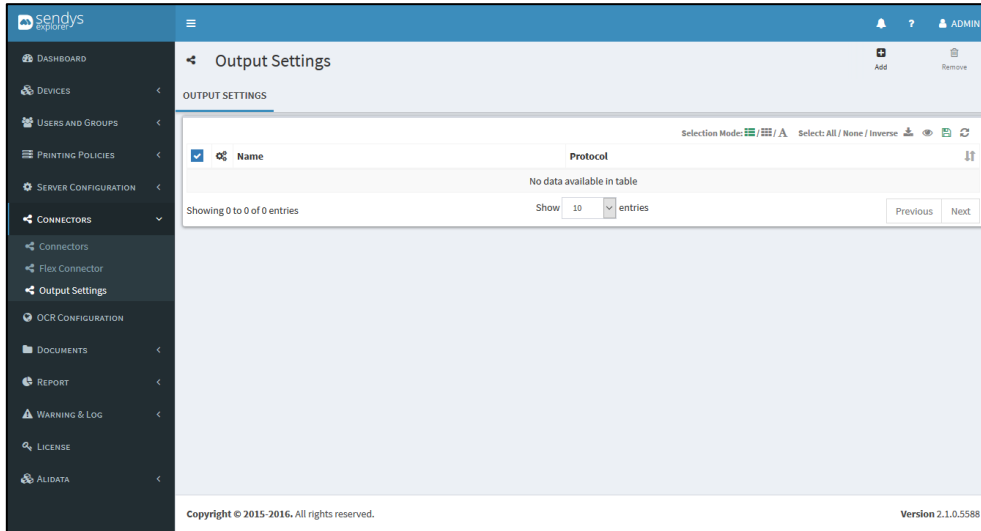 sendys
explorer
ADMIN
DASHBOARD
DEVICES
USERS AND GROUPS
PRINTING POLICIES
SERVER CONFIGURATION
CONNECTORS
Connectors
Flex Connector
Output Settings
OCR CONFIGURATION
DOCUMENTS
REPORT
WARNING & LOG
LICENSE
ALIDATA
Output Settings
Add
Remove
OUTPUT SETTINGS
Selection Mode: / / A Select: All / None / Inverse
Name Protocol
No data available in table
Showing 0 to 0 of 0 entries Show 10 entries Previous Next
Copyright © 2015-2016. All rights reserved. Version 2.1.0.5588